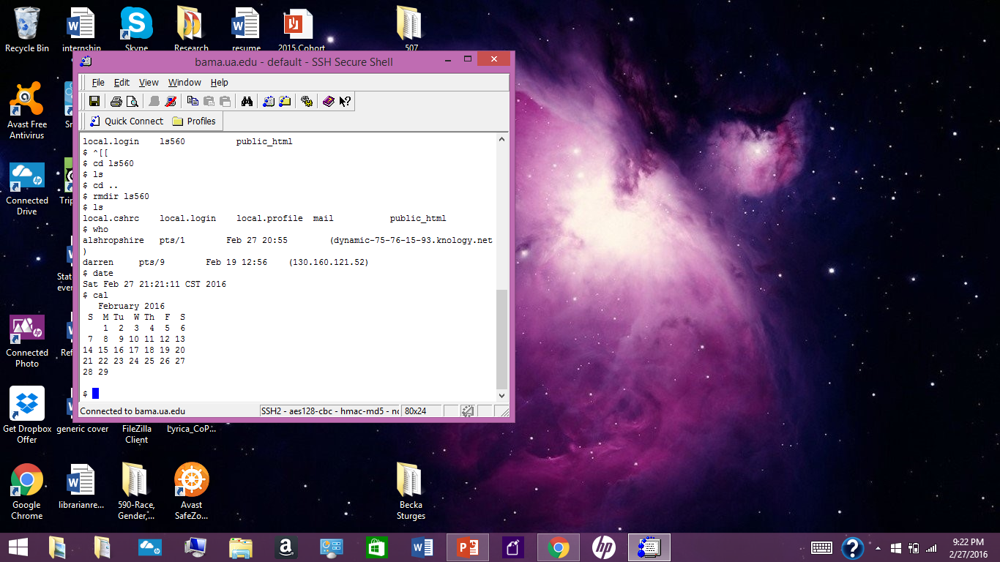 Recycle Bin
internship
Skype
Research
resume
2015 Cohort
507
bama.ua.edu - default - SSH Secure Shell
File Edit View Window Help
Quick Connect Profiles
local.login    ls560          public_html
$ ^[[
$ cd ls560
$ ls
$ cd ..
$ rmdir ls560
$ ls
local.cshrc    local.login    local.profile  mail           public_html
$ who
alshropshire   pts/1        Feb 27 20:55        (dynamic-75-76-15-93.knology.net
)
darren     pts/9        Feb 19 12:56    (130.160.121.52)
$ date
Sat Feb 27 21:21:11 CST 2016
$ cal
   February 2016
 S  M Tu  W Th  F  S
    1  2  3  4  5  6
 7  8  9 10 11 12 13
14 15 16 17 18 19 20
21 22 23 24 25 26 27
28 29
$
Connected to bama.ua.edu
SSH2 - aes128-cbc - hmac-md5 - nc
80x24
Avast Free
Antivirus
Sn
Connected
Drive
Trip
Stat
eve
Connected
Photo
Ref
Get Dropbox
Offer
generic cover
FileZilla
Client
Lyrica_CoP...
Google
Chrome
librarianre...
590-Race,
Gender,...
Avast
SafeZo...
Becka
Sturges
9:22 PM
2/27/2016